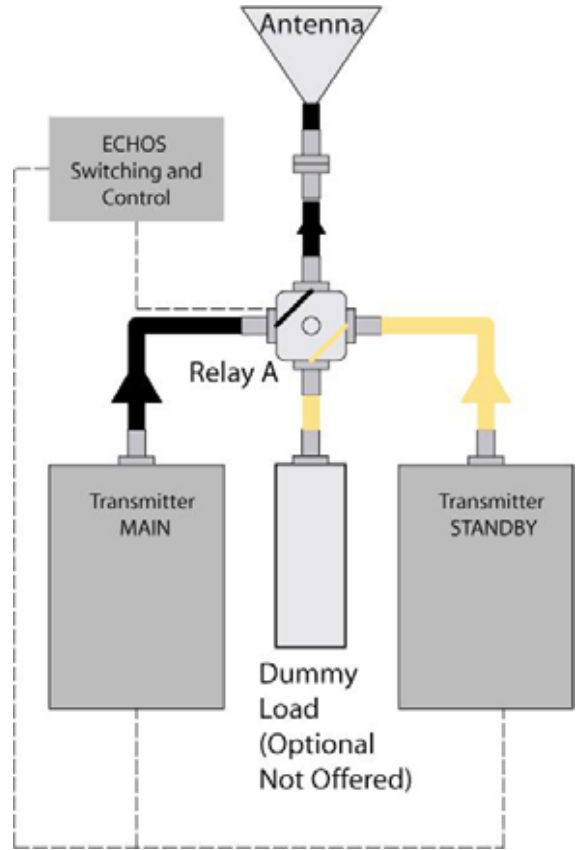 Antenna
ECHOS
Switching and
Control
Relay A
Transmitter
MAIN
Transmitter
STANDBY
Dummy
Load
(Optional
Not Offered)